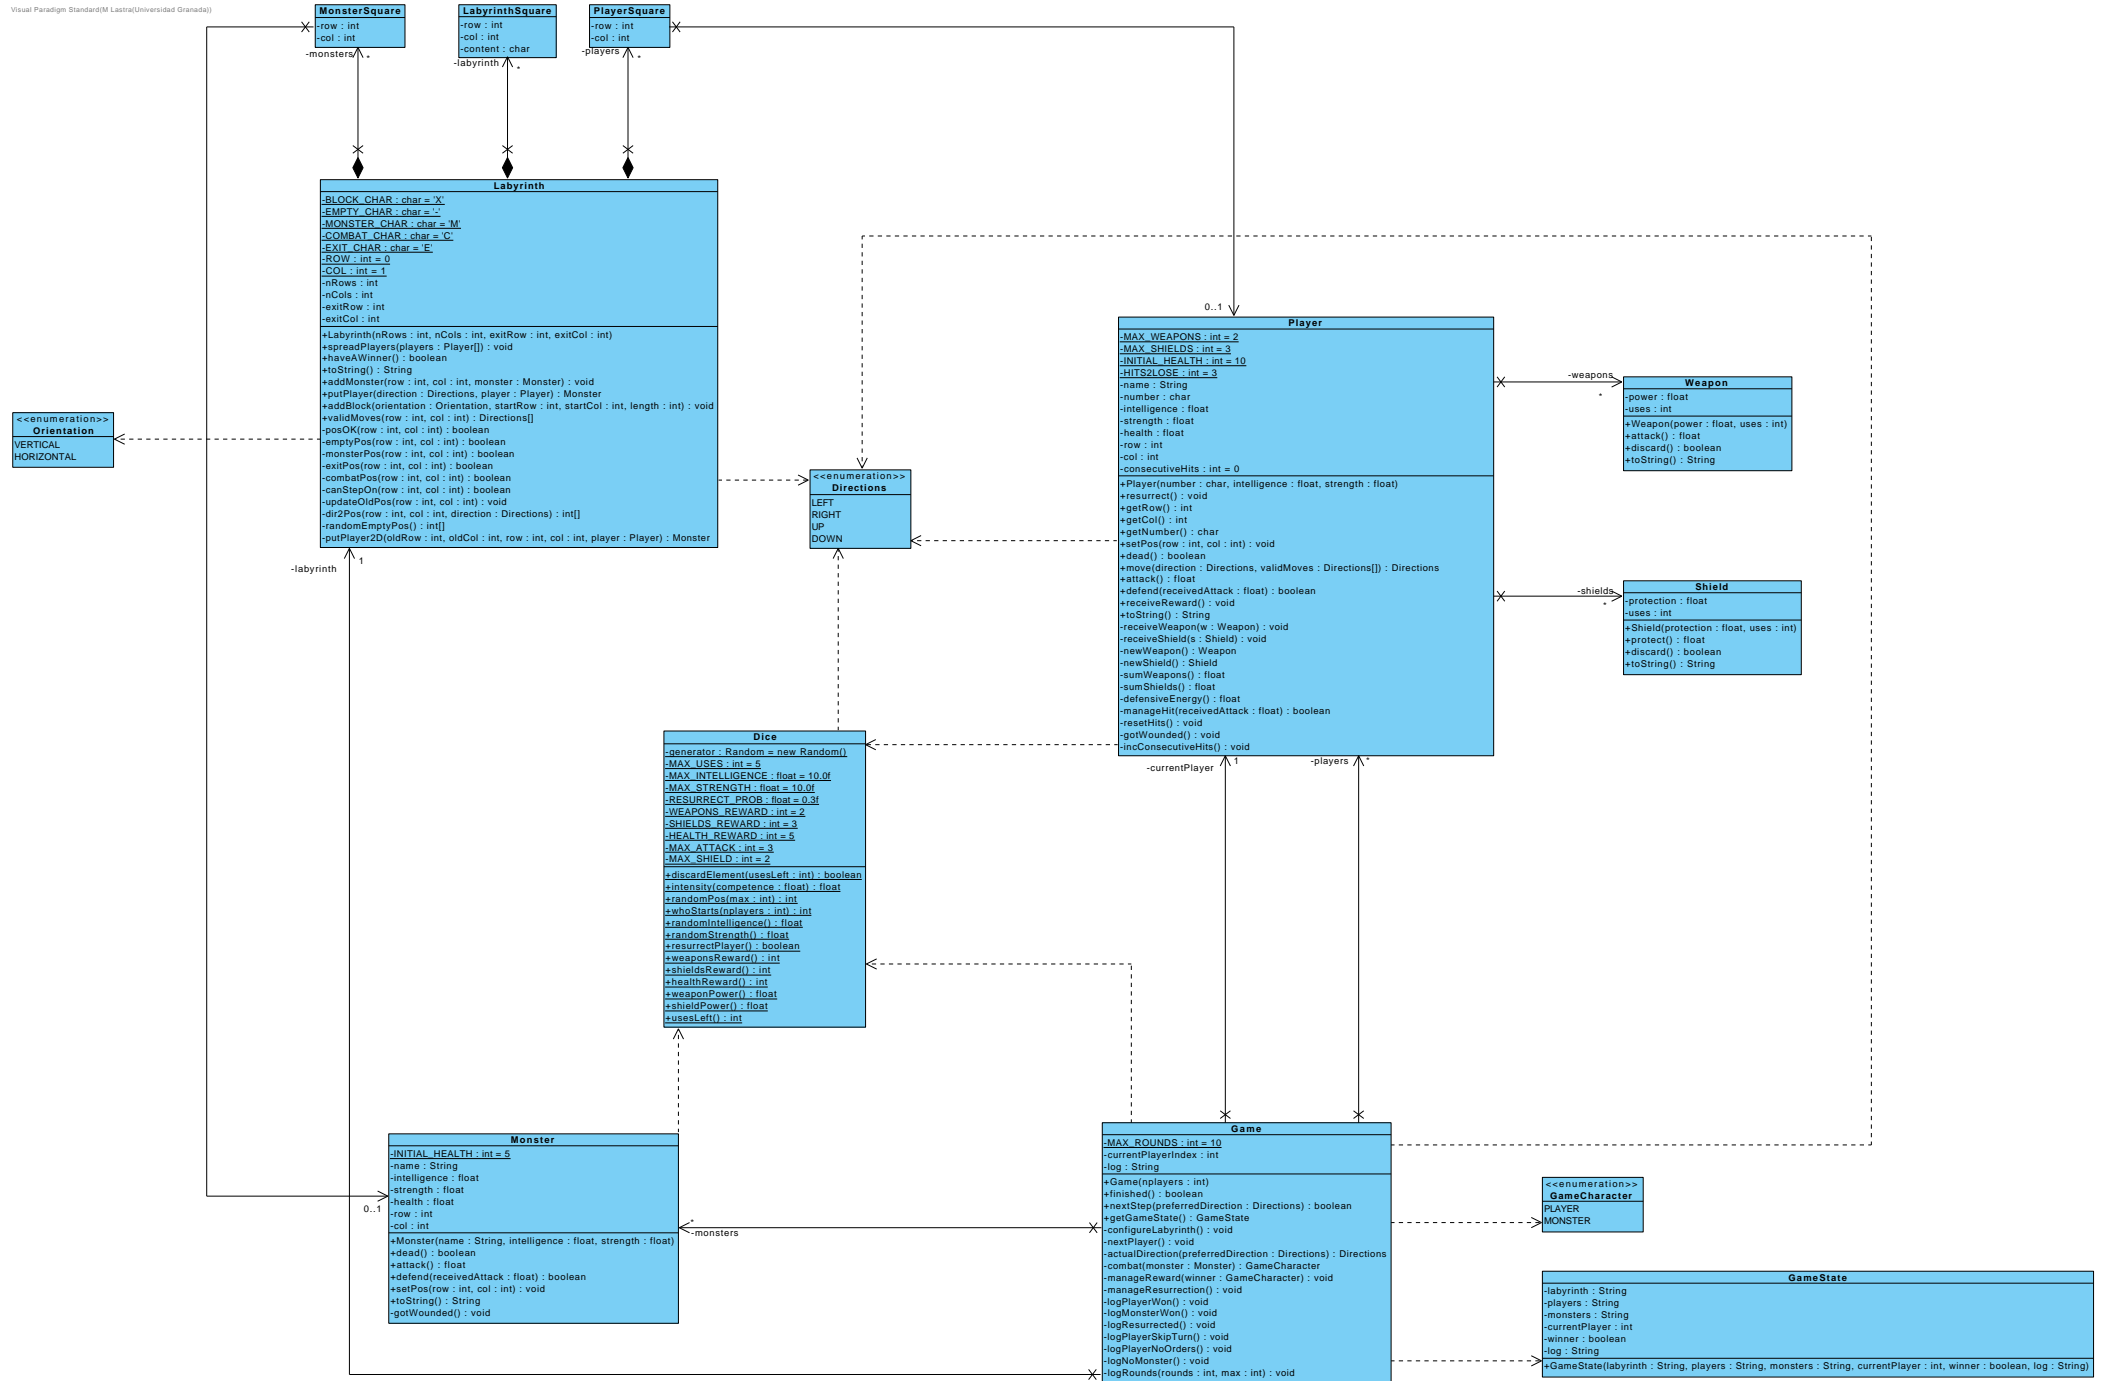 Visual Paradigm Standard(M Lastra(Universidad Granada))
MonsterSquare
-row : int
-col : int
LabyrinthSquare
-row : int
-col : int
-content : char
PlayerSquare
-row : int
-col : int
-monsters
*
-labyrinth
*
-players
*
Labyrinth
-BLOCK_CHAR : char = 'X'
-EMPTY_CHAR : char = '-'
-MONSTER_CHAR : char = 'M'
-COMBAT_CHAR : char = 'C'
-EXIT_CHAR : char = 'E'
-ROW : int = 0
-COL : int = 1
-nRows : int
-nCols : int
-exitRow : int
-exitCol : int
+Labyrinth(nRows : int, nCols : int, exitRow : int, exitCol : int)
+spreadPlayers(players : Player[]) : void
+haveAWinner() : boolean
+toString() : String
+addMonster(row : int, col : int, monster : Monster) : void
+putPlayer(direction : Directions, player : Player) : Monster
+addBlock(orientation : Orientation, startRow : int, startCol : int, length : int) : void
+validMoves(row : int, col : int) : Directions[]
-posOK(row : int, col : int) : boolean
-emptyPos(row : int, col : int) : boolean
-monsterPos(row : int, col : int) : boolean
-exitPos(row : int, col : int) : boolean
-combatPos(row : int, col : int) : boolean
-canStepOn(row : int, col : int) : boolean
-updateOldPos(row : int, col : int) : void
-dir2Pos(row : int, col : int, direction : Directions) : int[]
-randomEmptyPos() : int[]
-putPlayer2D(oldRow : int, oldCol : int, row : int, col : int, player : Player) : Monster
-labyrinth
1
<<enumeration>>
Orientation
VERTICAL
HORIZONTAL
<<enumeration>>
Directions
LEFT
RIGHT
UP
DOWN
0..1
Player
-MAX_WEAPONS : int = 2
-MAX_SHIELDS : int = 3
-INITIAL_HEALTH : int = 10
-HITS2LOSE : int = 3
-name : String
-number : char
-intelligence : float
-strength : float
-health : float
-row : int
-col : int
-consecutiveHits : int = 0
+Player(number : char, intelligence : float, strength : float)
+resurrect() : void
+getRow() : int
+getCol() : int
+getNumber() : char
+setPos(row : int, col : int) : void
+dead() : boolean
+move(direction : Directions, validMoves : Directions[]) : Directions
+attack() : float
+defend(receivedAttack : float) : boolean
+receiveReward() : void
+toString() : String
-receiveWeapon(w : Weapon) : void
-receiveShield(s : Shield) : void
-newWeapon() : Weapon
-newShield() : Shield
-sumWeapons() : float
-sumShields() : float
-defensiveEnergy() : float
-manageHit(receivedAttack : float) : boolean
-resetHits() : void
-gotWounded() : void
-incConsecutiveHits() : void
-weapons
*
Weapon
-power : float
-uses : int
+Weapon(power : float, uses : int)
+attack() : float
+discard() : boolean
+toString() : String
-shields
*
Shield
-protection : float
-uses : int
+Shield(protection : float, uses : int)
+protect() : float
+discard() : boolean
+toString() : String
-currentPlayer
1
-players
*
Dice
-generator : Random = new Random()
-MAX_USES : int = 5
-MAX_INTELLIGENCE : float = 10.0f
-MAX_STRENGTH : float = 10.0f
-RESURRECT_PROB : float = 0.3f
-WEAPONS_REWARD : int = 2
-SHIELDS_REWARD : int = 3
-HEALTH_REWARD : int = 5
-MAX_ATTACK : int = 3
-MAX_SHIELD : int = 2
+discardElement(usesLeft : int) : boolean
+intensity(competence : float) : float
+randomPos(max : int) : int
+whoStarts(nplayers : int) : int
+randomIntelligence() : float
+randomStrength() : float
+resurrectPlayer() : boolean
+weaponsReward() : int
+shieldsReward() : int
+healthReward() : int
+weaponPower() : float
+shieldPower() : float
+usesLeft() : int
Monster
-INITIAL_HEALTH : int = 5
-name : String
-intelligence : float
-strength : float
-health : float
-row : int
-col : int
+Monster(name : String, intelligence : float, strength : float)
+dead() : boolean
+attack() : float
+defend(receivedAttack : float) : boolean
+setPos(row : int, col : int) : void
+toString() : String
-gotWounded() : void
0..1
*
-monsters
Game
-MAX_ROUNDS : int = 10
-currentPlayerIndex : int
-log : String
+Game(nplayers : int)
+finished() : boolean
+nextStep(preferredDirection : Directions) : boolean
+getGameState() : GameState
-configureLabyrinth() : void
-nextPlayer() : void
-actualDirection(preferredDirection : Directions) : Directions
-combat(monster : Monster) : GameCharacter
-manageReward(winner : GameCharacter) : void
-manageResurrection() : void
-logPlayerWon() : void
-logMonsterWon() : void
-logResurrected() : void
-logPlayerSkipTurn() : void
-logPlayerNoOrders() : void
-logNoMonster() : void
-logRounds(rounds : int, max : int) : void
<<enumeration>>
GameCharacter
PLAYER
MONSTER
GameState
-labyrinth : String
-players : String
-monsters : String
-currentPlayer : int
-winner : boolean
-log : String
+GameState(labyrinth : String, players : String, monsters : String, currentPlayer : int, winner : boolean, log : String)